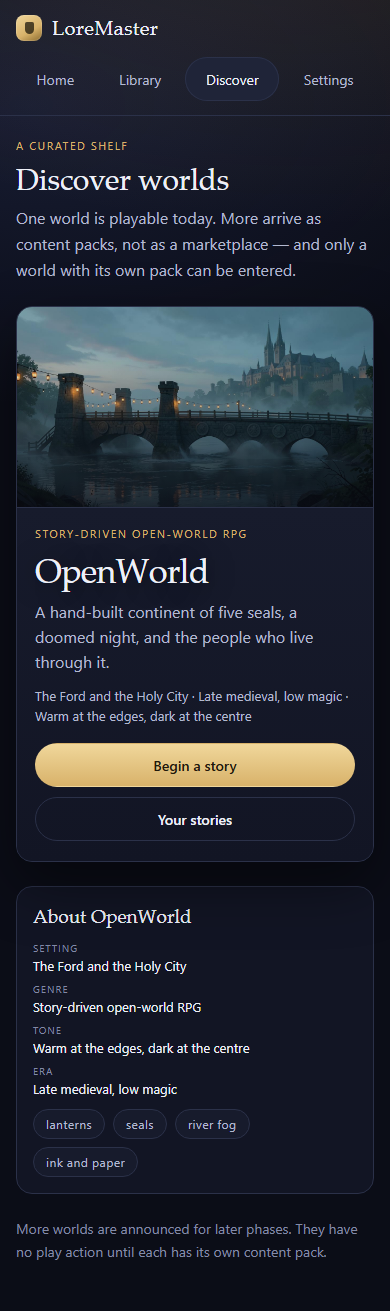 LoreMaster
Home Library Discover Settings
A CURATED SHELF
Discover worlds
One world is playable today. More arrive as
content packs, not as a marketplace — and only a
world with its own pack can be entered.
STORY-DRIVEN OPEN-WORLD RPG
OpenWorld
A hand-built continent of five seals, a
doomed night, and the people who live
through it.
The Ford and the Holy City · Late medieval, low magic ·
Warm at the edges, dark at the centre
Begin a story
Your stories
About OpenWorld
SETTING
The Ford and the Holy City
GENRE
Story-driven open-world RPG
TONE
Warm at the edges, dark at the centre
ERA
Late medieval, low magic
lanterns seals river fog
ink and paper
More worlds are announced for later phases. They have
no play action until each has its own content pack.